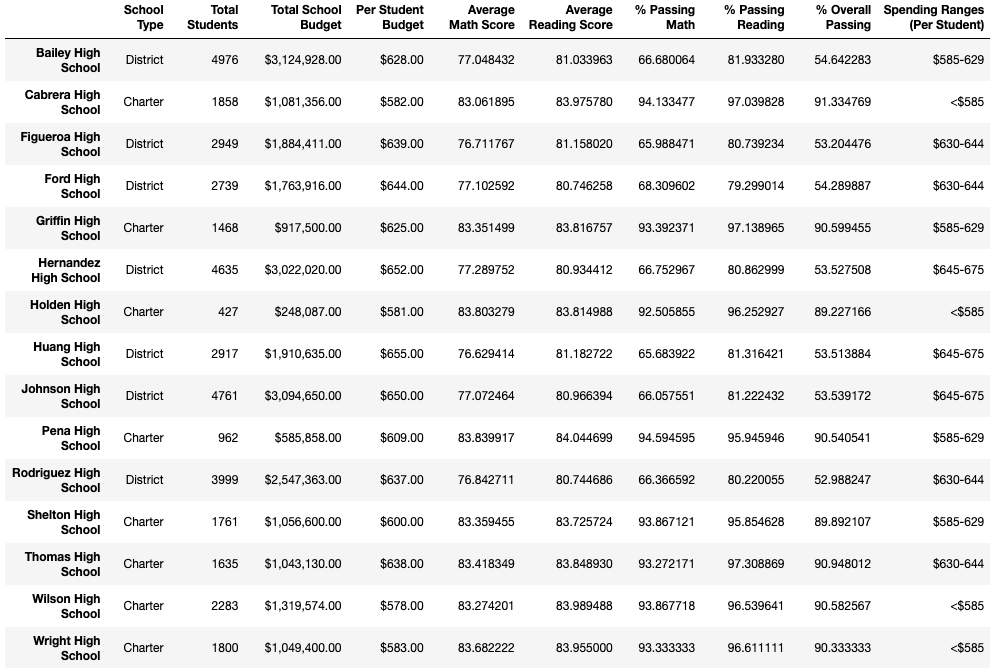 School Type Total Students Total School Budget Per Student Budget Average Math Score Average Reading Score % Passing Math % Passing Reading % Overall Passing Spending Ranges (Per Student)
Bailey High School District 4976 $3,124,928.00 $628.00 77.048432 81.033963 66.680064 81.933280 54.642283 $585-629
Cabrera High School Charter 1858 $1,081,356.00 $582.00 83.061895 83.975780 94.133477 97.039828 91.334769 <$585
Figueroa High School District 2949 $1,884,411.00 $639.00 76.711767 81.158020 65.988471 80.739234 53.204476 $630-644
Ford High School District 2739 $1,763,916.00 $644.00 77.102592 80.746258 68.309602 79.299014 54.289887 $630-644
Griffin High School Charter 1468 $917,500.00 $625.00 83.351499 83.816757 93.392371 97.138965 90.599455 $585-629
Hernandez High School District 4635 $3,022,020.00 $652.00 77.289752 80.934412 66.752967 80.862999 53.527508 $645-675
Holden High School Charter 427 $248,087.00 $581.00 83.803279 83.814988 92.505855 96.252927 89.227166 <$585
Huang High School District 2917 $1,910,635.00 $655.00 76.629414 81.182722 65.683922 81.316421 53.513884 $645-675
Johnson High School District 4761 $3,094,650.00 $650.00 77.072464 80.966394 66.057551 81.222432 53.539172 $645-675
Pena High School Charter 962 $585,858.00 $609.00 83.839917 84.044699 94.594595 95.945946 90.540541 $585-629
Rodriguez High School District 3999 $2,547,363.00 $637.00 76.842711 80.744686 66.366592 80.220055 52.988247 $630-644
Shelton High School Charter 1761 $1,056,600.00 $600.00 83.359455 83.725724 93.867121 95.854628 89.892107 $585-629
Thomas High School Charter 1635 $1,043,130.00 $638.00 83.418349 83.848930 93.272171 97.308869 90.948012 $630-644
Wilson High School Charter 2283 $1,319,574.00 $578.00 83.274201 83.989488 93.867718 96.539641 90.582567 <$585
Wright High School Charter 1800 $1,049,400.00 $583.00 83.682222 83.955000 93.333333 96.611111 90.333333 <$585